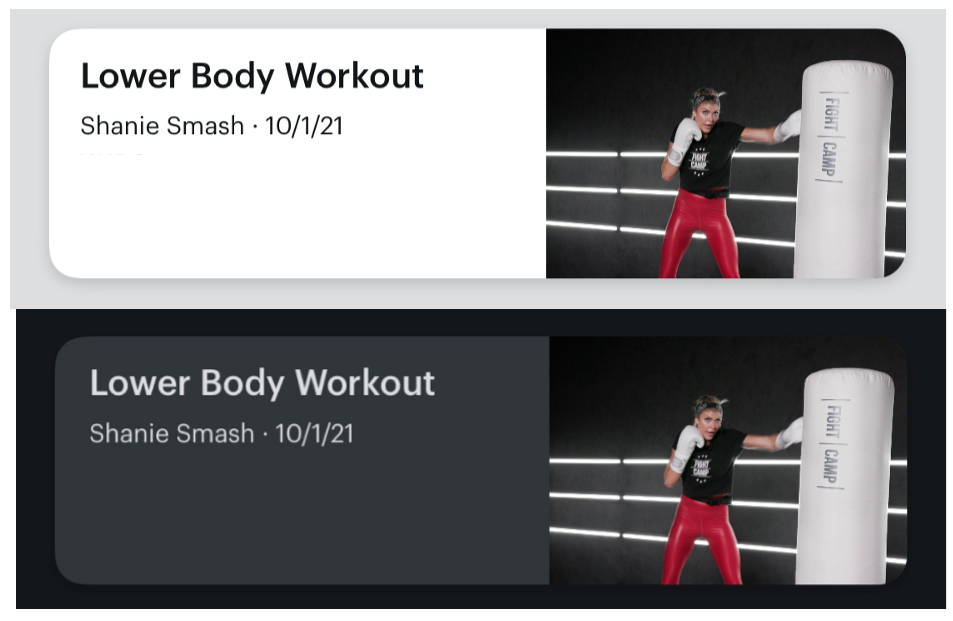 Lower Body Workout
Shanie Smash · 10/1/21
FIGHT CAMP
FIGHT
CAMP
Lower Body Workout
Shanie Smash · 10/1/21
FIGHT CAMP
FIGHT
CAMP